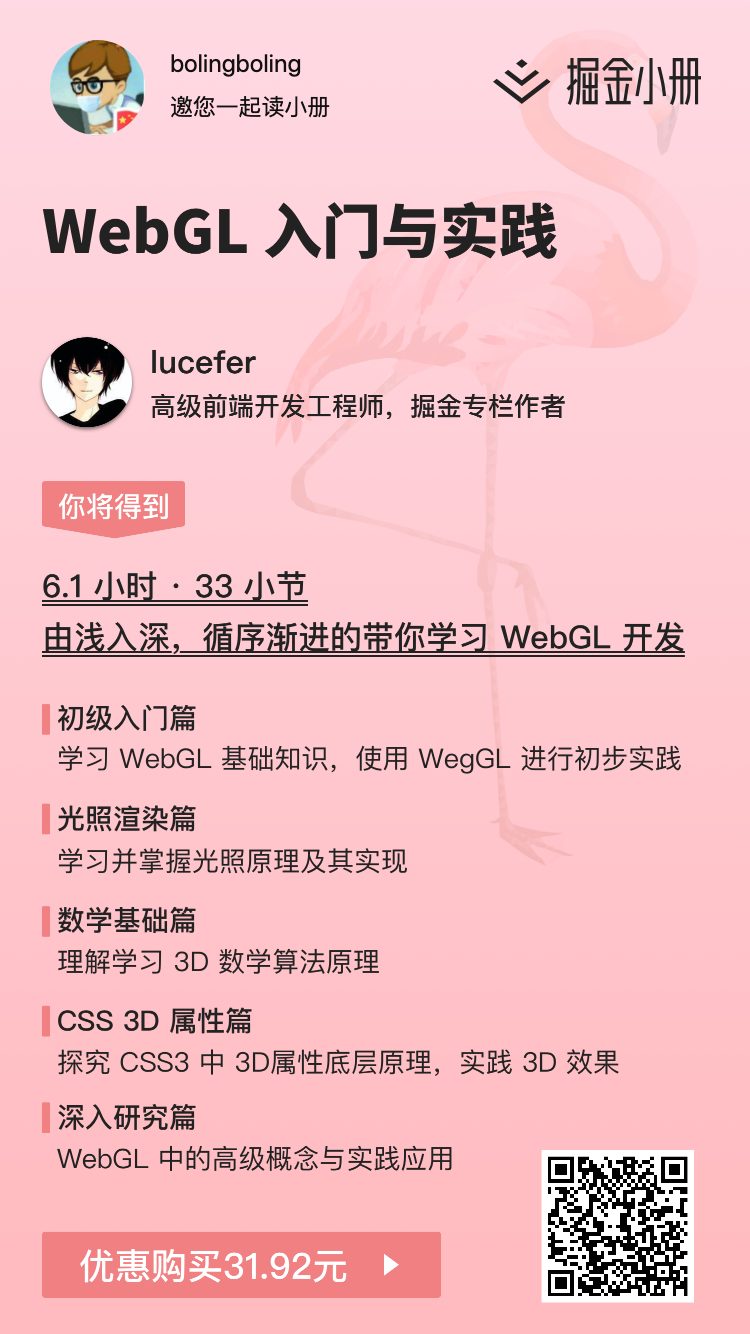 bolingboling
邀您一起读小册
掘金小册
WebGL 入门与实践
lucefer
高级前端开发工程师，掘金专栏作者
你将得到
6.1 小时 · 33 小节
由浅入深，循序渐进的带你学习 WebGL 开发
初级入门篇
学习 WebGL 基础知识，使用 WegGL 进行初步实践
光照渲染篇
学习并掌握光照原理及其实现
数学基础篇
理解学习 3D 数学算法原理
CSS 3D 属性篇
探究 CSS3 中 3D属性底层原理，实践 3D 效果
深入研究篇
WebGL 中的高级概念与实践应用
优惠购买31.92元